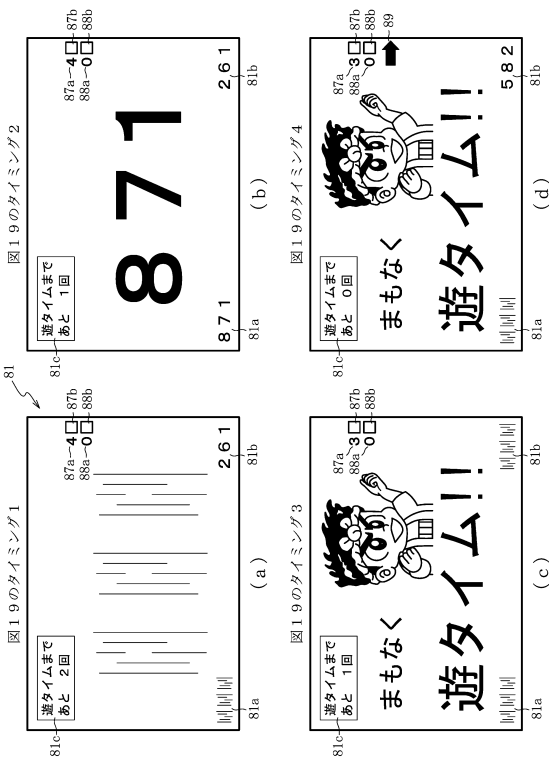 81
図19のタイミング1
遊タイムまで
あと 2回
81c
87a
4
87b
88a
0
88b
81a
261
81b
(a)
図19のタイミング2
遊タイムまで
あと 1回
81c
87a
4
87b
88a
0
88b
871
871
81a
261
81b
(b)
図19のタイミング3
遊タイムまで
あと 1回
81c
87a
3
87b
88a
0
88b
まもなく
遊タイム!!
81a
81b
(c)
図19のタイミング4
遊タイムまで
あと 0回
81c
87a
3
87b
88a
0
88b
89
まもなく
遊タイム!!
81a
582
81b
(d)